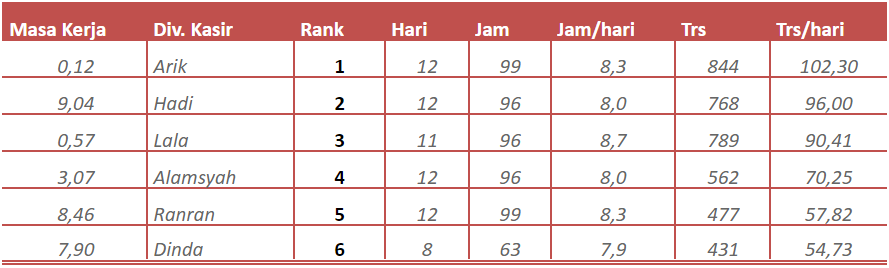 Masa Kerja Div. Kasir Rank Hari Jam Jam/hari Trs Trs/hari
0,12 Arik 1 12 99 8,3 844 102,30
9,04 Hadi 2 12 96 8,0 768 96,00
0,57 Lala 3 11 96 8,7 789 90,41
3,07 Alamsyah 4 12 96 8,0 562 70,25
8,46 Ranran 5 12 99 8,3 477 57,82
7,90 Dinda 6 8 63 7,9 431 54,73